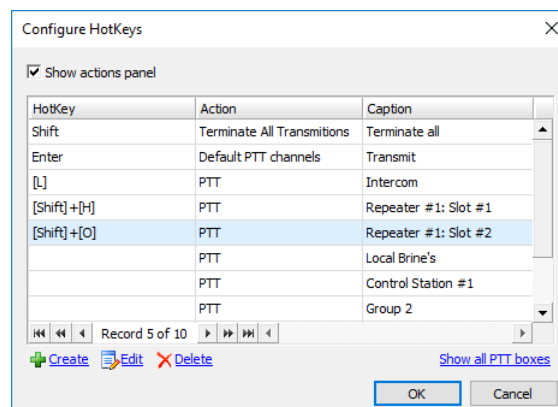 Configure HotKeys
Show actions panel
HotKey Action Caption
Shift Terminate All Transmitions Terminate all
Enter Default PTT channels Transmit
[L] PTT Intercom
[Shift]+[H] PTT Repeater #1: Slot #1
[Shift]+[O] PTT Repeater #1: Slot #2
PTT Local Brine's
PTT Control Station #1
PTT Group 2
Record 5 of 10
Create Edit Delete Show all PTT boxes
OK Cancel